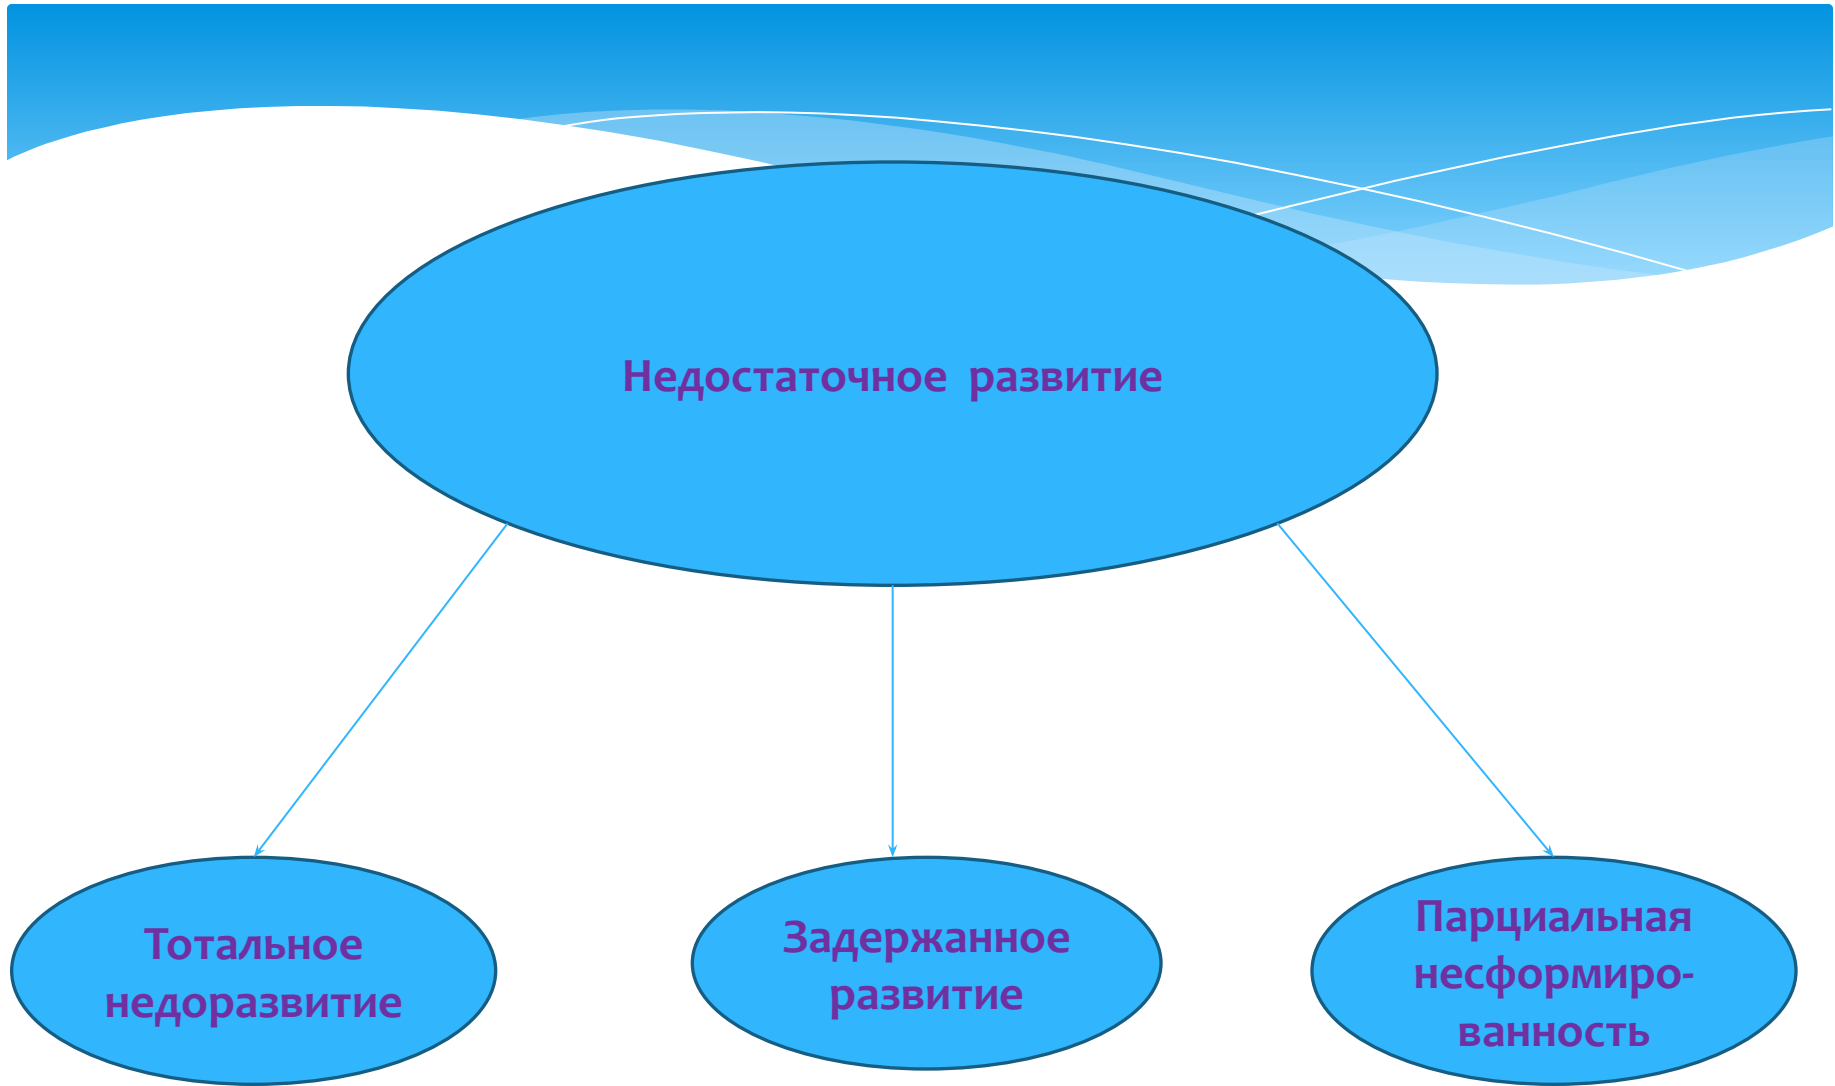 Недостаточное развитие
Тотальное
недоразвитие
Задержанное
развитие
Парциальная
несформиро-
ванность